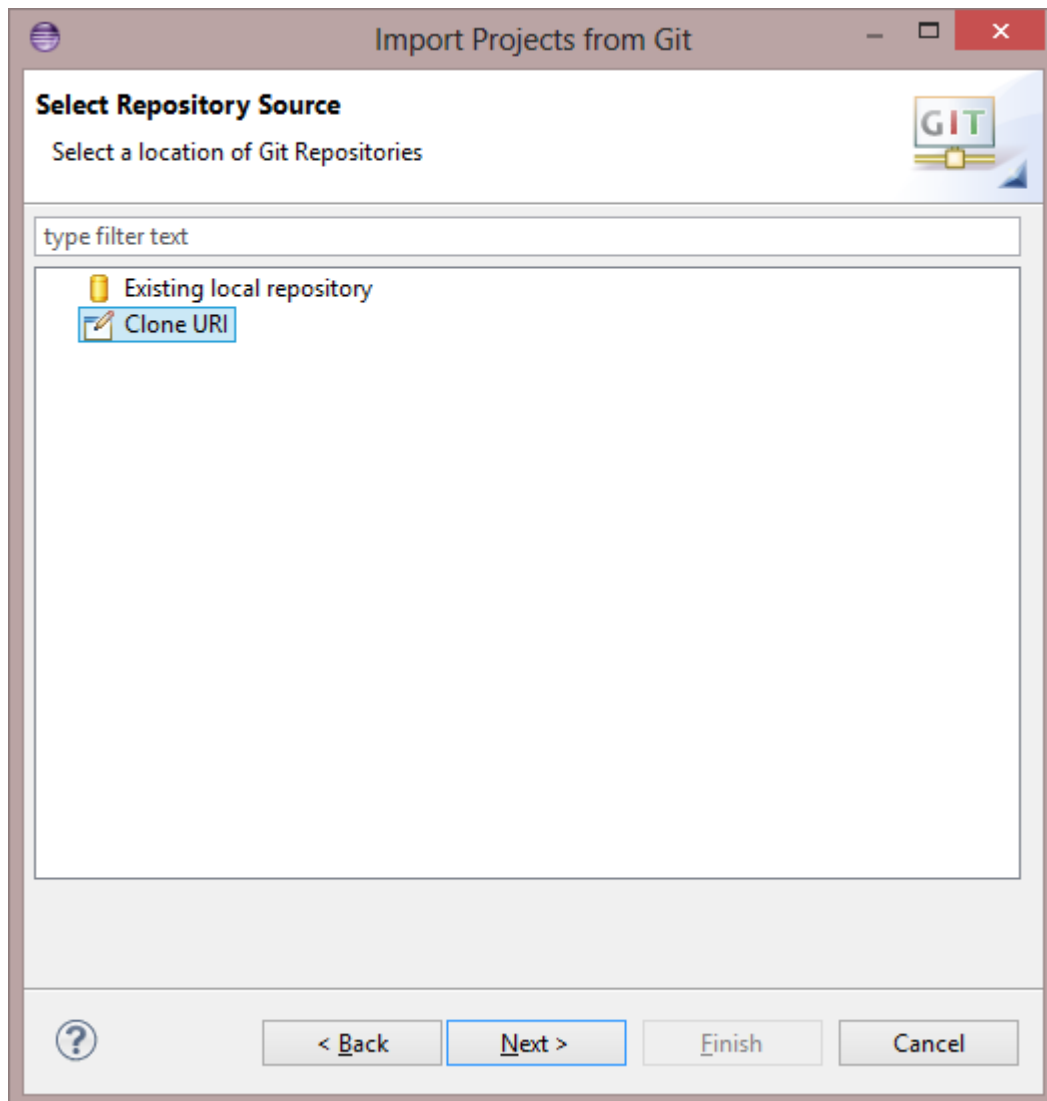 Import Projects from Git
Select Repository Source
Select a location of Git Repositories
GIT
type filter text
Existing local repository
Clone URI
?
< Back
Next >
Finish
Cancel